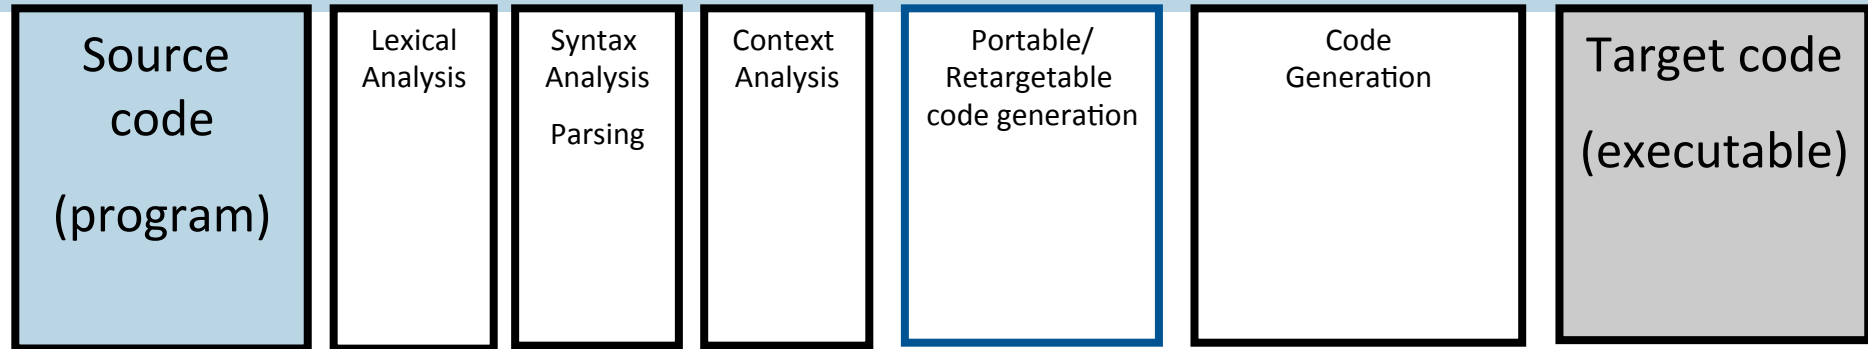 Source
code
(program)
Lexical
Analysis
Syntax
Analysis
Parsing
Context
Analysis
Portable/
Retargetable
code generation
Code
Generation
Target code
(executable)